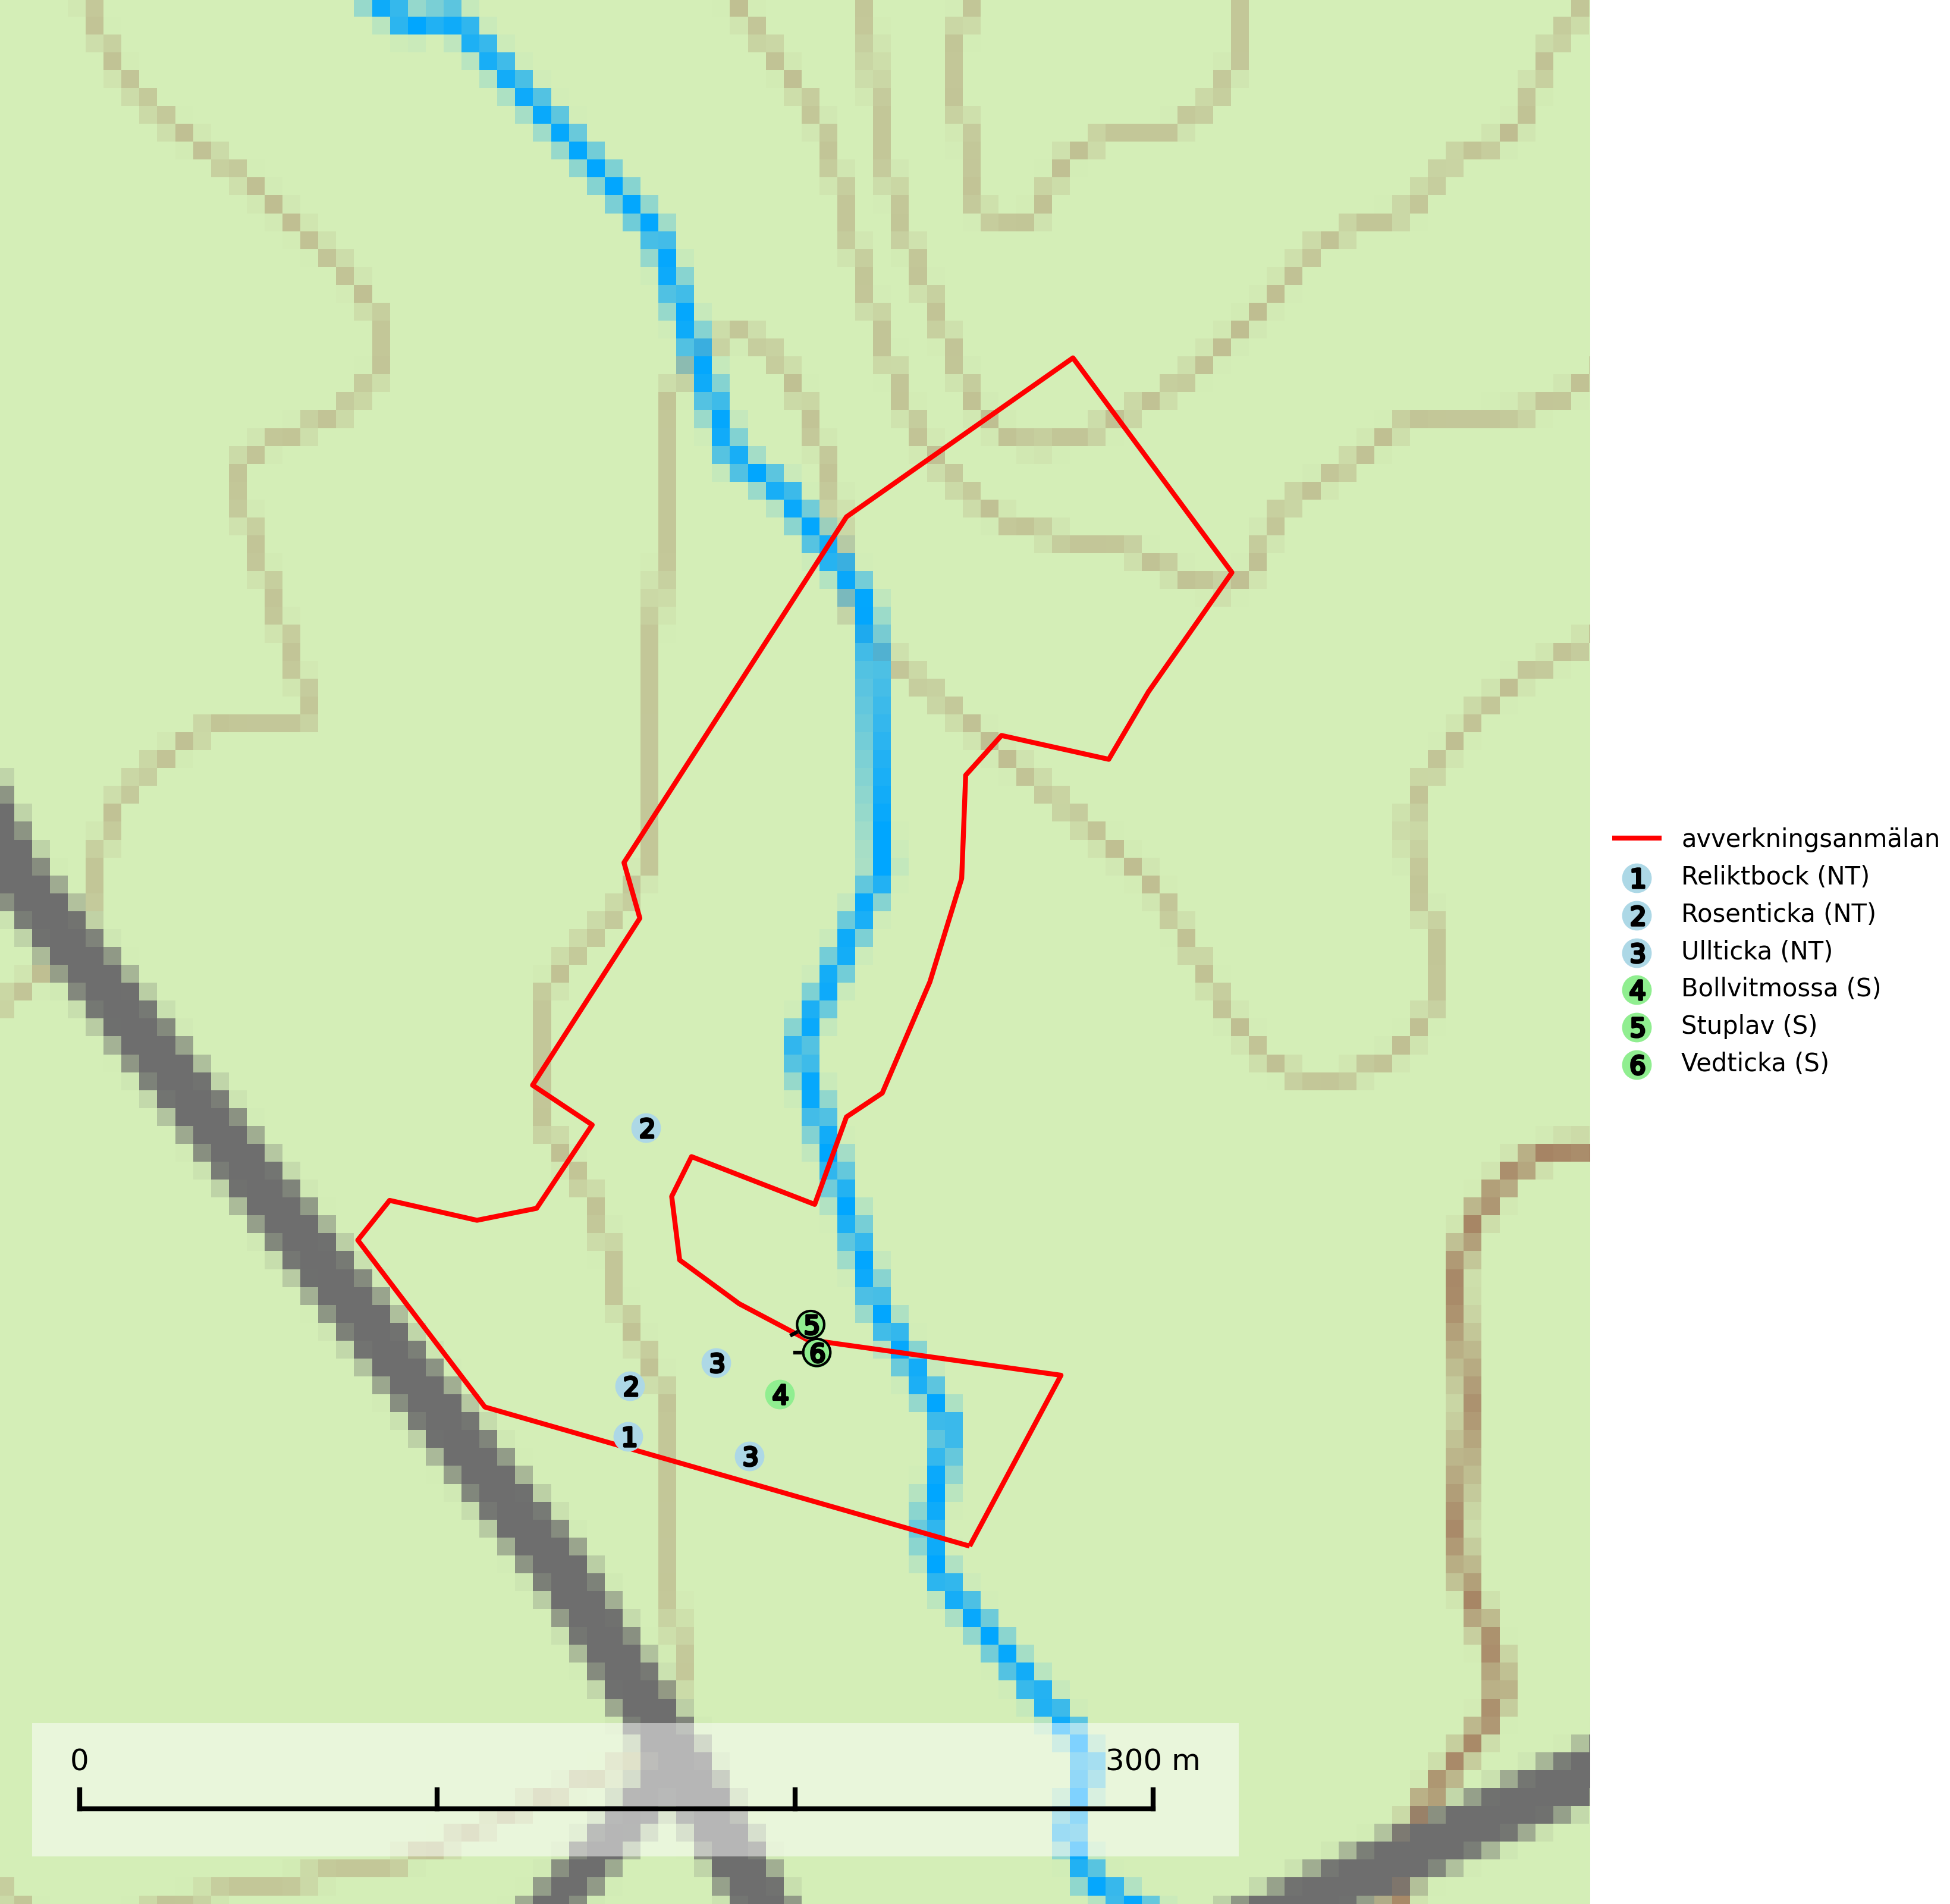 2
5
6
3
2
4
1
3
0 300 m
avverkningsanmälan
1 Reliktbock (NT)
2 Rosenticka (NT)
3 Ullticka (NT)
4 Bollvitmossa (S)
5 Stuplav (S)
6 Vedticka (S)